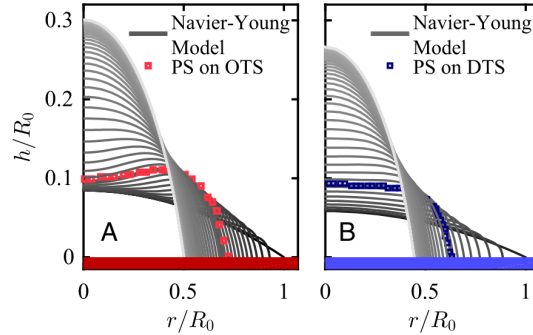 Navier-Young
Model
PS on OTS
0.3
0.2
0.1
0
h/R₀
A
0
0.5
1
r/R₀
Navier-Young
Model
PS on DTS
B
0
0.5
1
r/R₀